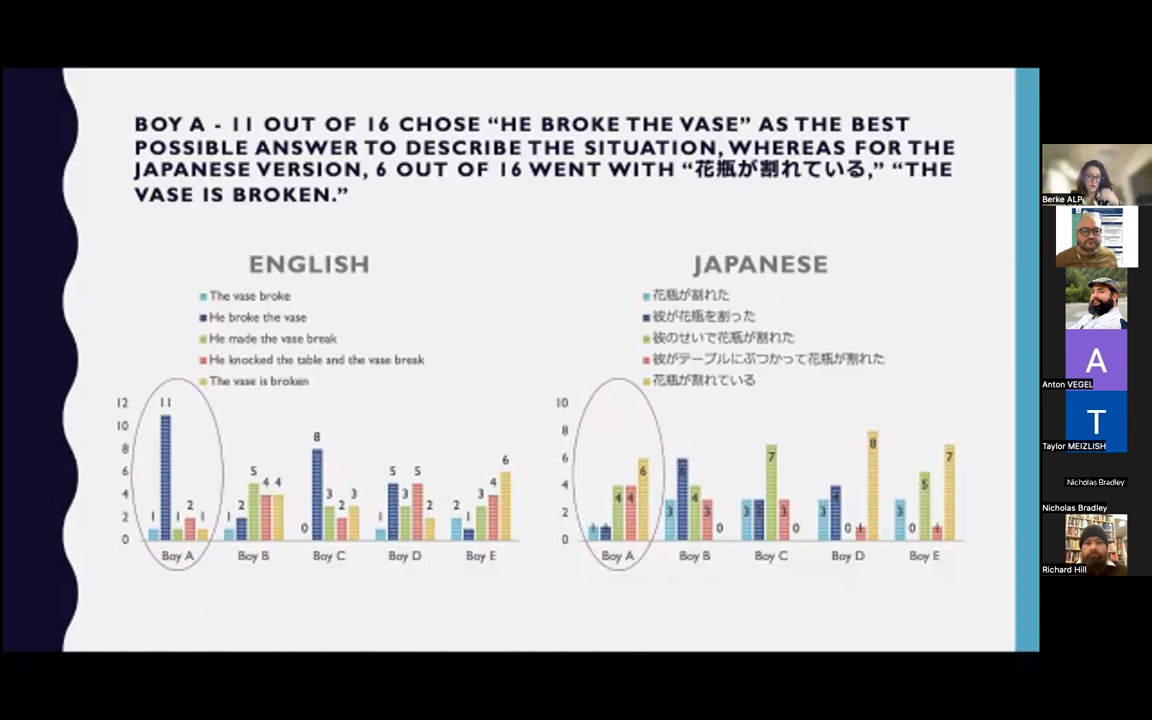 BOY A - 11 OUT OF 16 CHOSE “HE BROKE THE VASE” AS THE BEST
POSSIBLE ANSWER TO DESCRIBE THE SITUATION, WHEREAS FOR THE
JAPANESE VERSION, 6 OUT OF 16 WENT WITH “花瓶が割れている,” “THE
VASE IS BROKEN.”
ENGLISH
The vase broke
He broke the vase
He made the vase break
He knocked the table and the vase break
The vase is broken
12
10
8
6
4
2
0
1 11 1 2 1
1 2 5 4 4
0 8 3 2 3
1 5 3 5 2
2 1 3 4 6
Boy A Boy B Boy C Boy D Boy E
JAPANESE
花瓶が割れた
彼が花瓶を割った
彼のせいで花瓶が割れた
彼がテーブルにぶつかって花瓶が割れた
花瓶が割れている
10
8
6
4
2
0
1 1 4 4 6
3 6 4 3 0
3 3 7 3 0
3 4 0 1 8
3 0 5 1 7
Boy A Boy B Boy C Boy D Boy E
Berke ALP
Anton VEGEL
A
Taylor MEIZLISH
T
Nicholas Bradley
Nicholas Bradley
Richard Hill